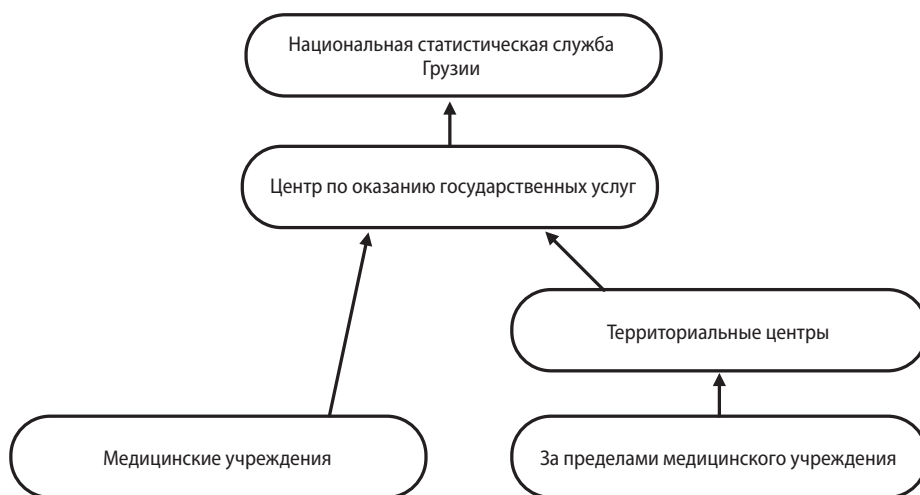 Национальная статистическая служба
Грузии
Центр по оказанию государственных услуг
Территориальные центры
Медицинские учреждения
За пределами медицинского учреждения